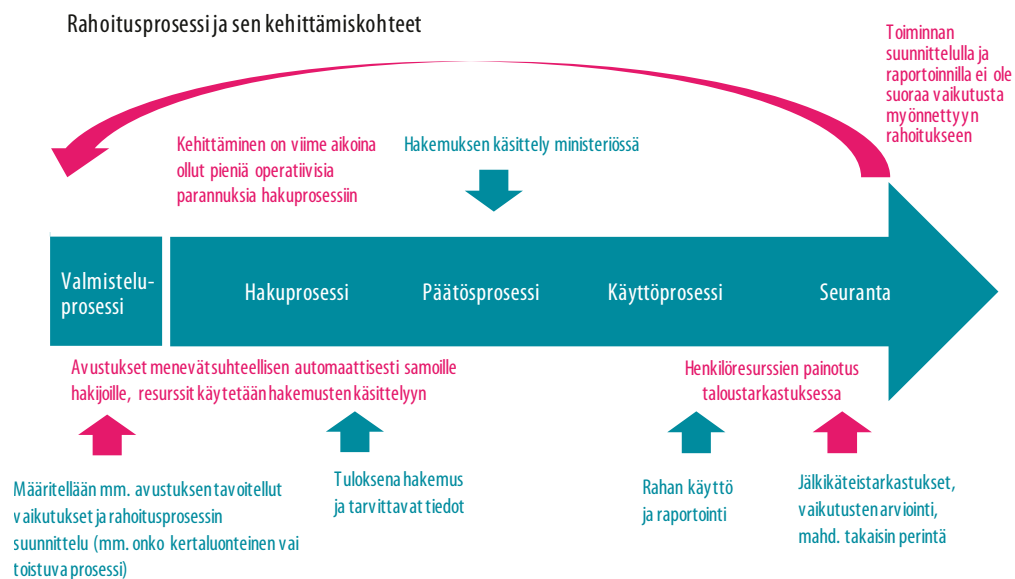 Rahoitusprosessi ja sen kehittämiskohteet
Toiminnan
suunnittelulla ja
raportoinnilla ei ole
suoraa vaikutusta
myönnettyyn
rahoitukseen
Kehittäminen on viime aikoina
ollut pieniä operatiivisia
parannuksia hakuprosessiin
Hakemuksen käsittely ministeriössä
Valmistelu-
prosessi
Hakuprosessi
Päätösprosessi
Käyttöprosessi
Seuranta
Avustukset menevät suhteellisen automaattisesti samoille
hakijoille, resurssit käytetään hakemusten käsittelyyn
Henkilöresurssien painotus
taloustarkastuksessa
Määritellään mm. avustuksen tavoitellut
vaikutukset ja rahoitusprosessin
suunnittelu (mm. onko kertaluonteinen vai
toistuva prosessi)
Tuloksena hakemus
ja tarvittavat tiedot
Rahan käyttö
ja raportointi
Jälkikäteistarkastukset,
vaikutusten arviointi,
mahd. takaisin perintä